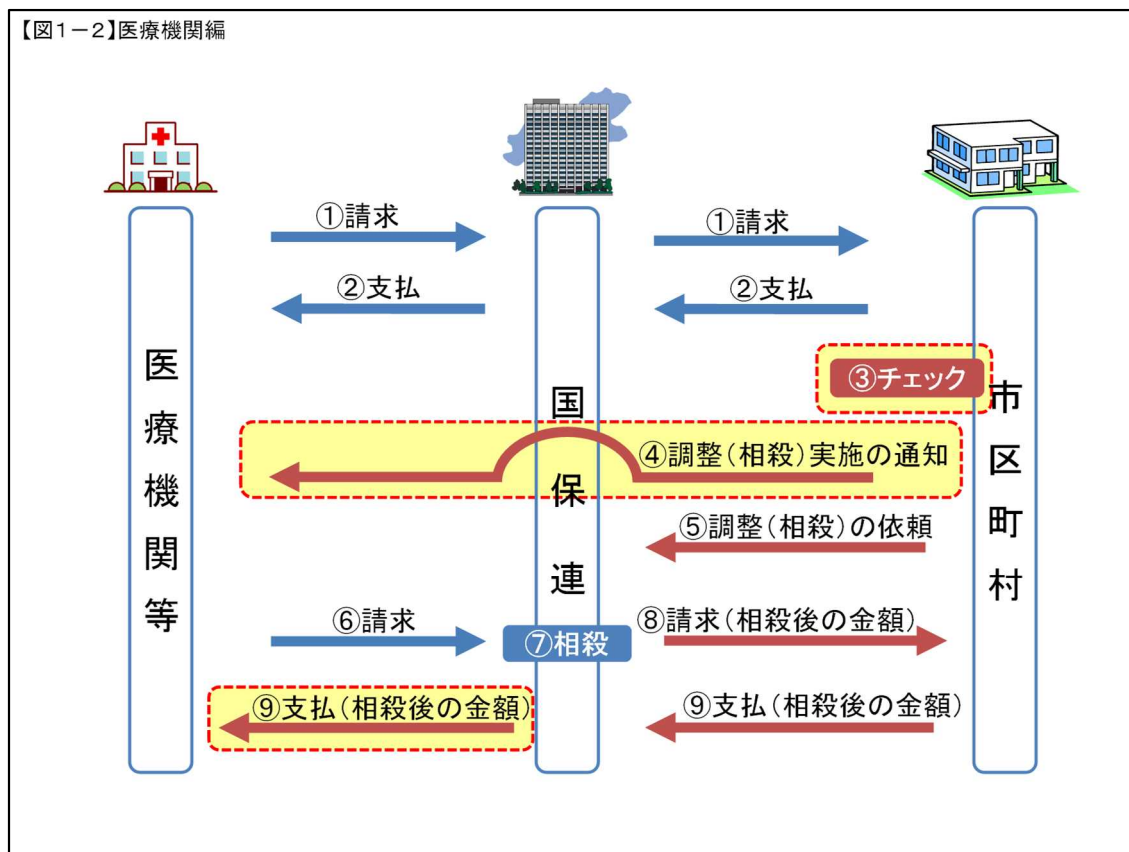 【図1－2】医療機関編
①請求
①請求
②支払
②支払
③チェック
④調整（相殺）実施の通知
⑤調整（相殺）の依頼
⑥請求
⑦相殺
⑧請求（相殺後の金額）
⑨支払（相殺後の金額）
⑨支払（相殺後の金額）
医療機関等
国保連
市区町村